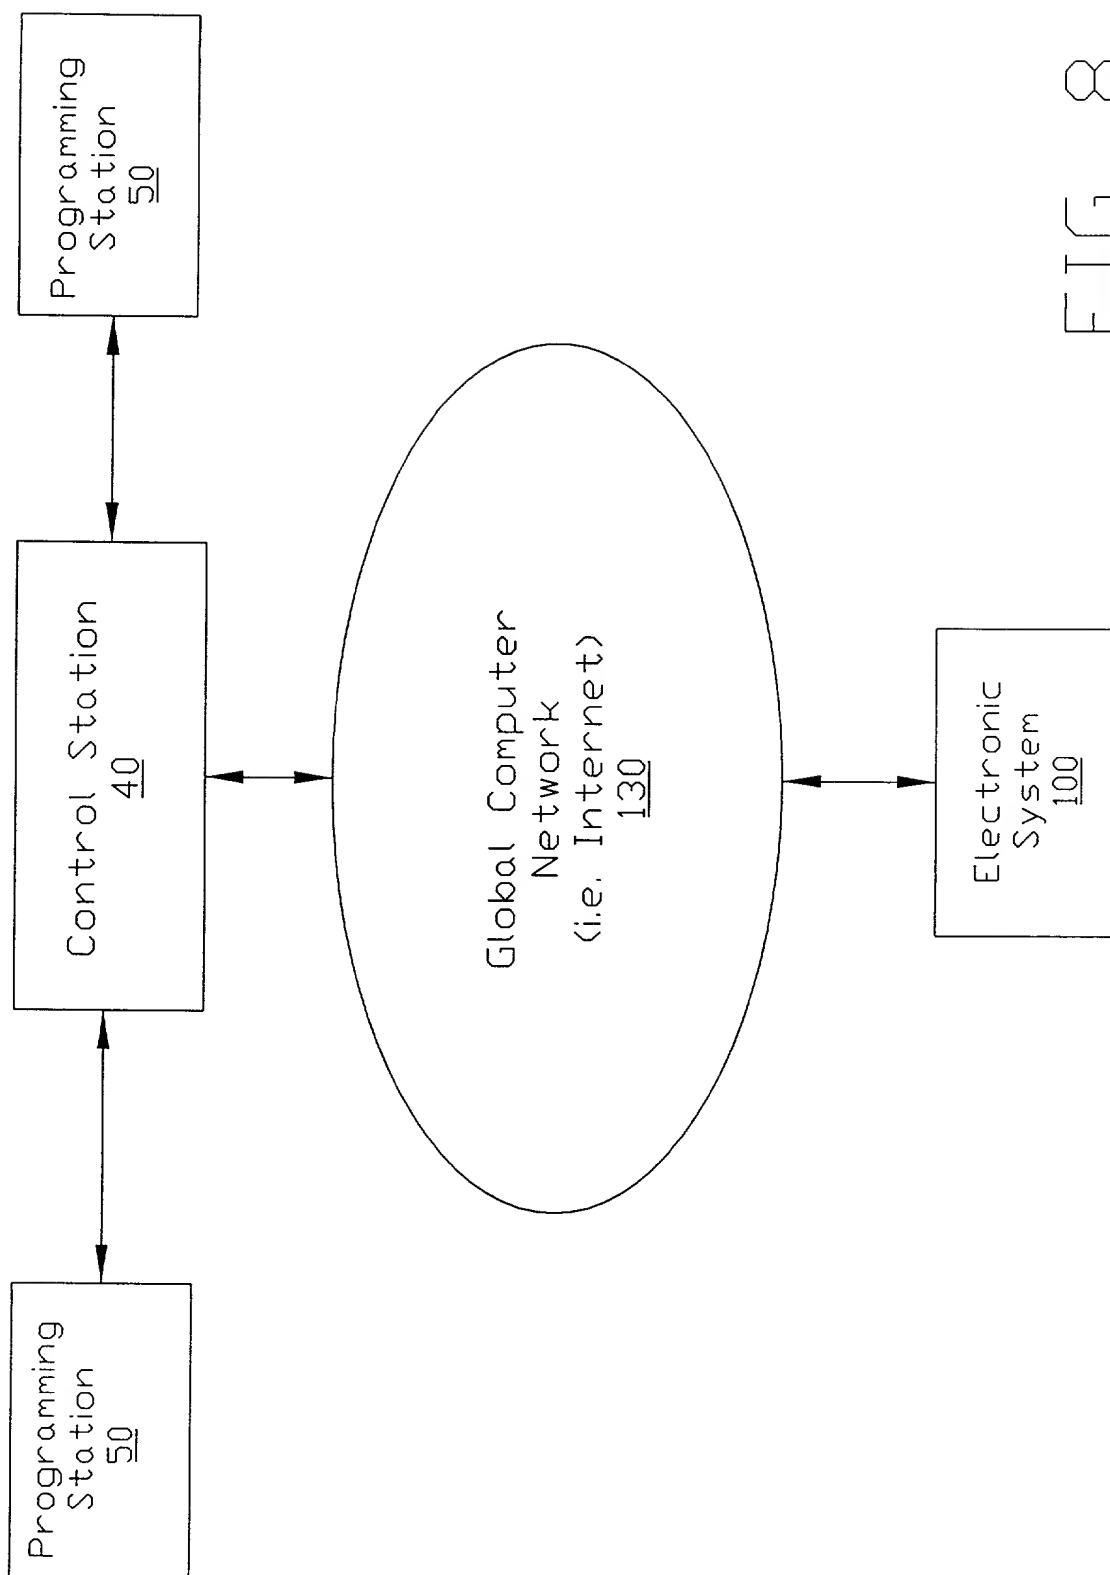 Programming
Station
50
Control Station
40
Programming
Station
50
Global Computer
Network
(i.e. Internet)
130
Electronic
System
100
FIG 8